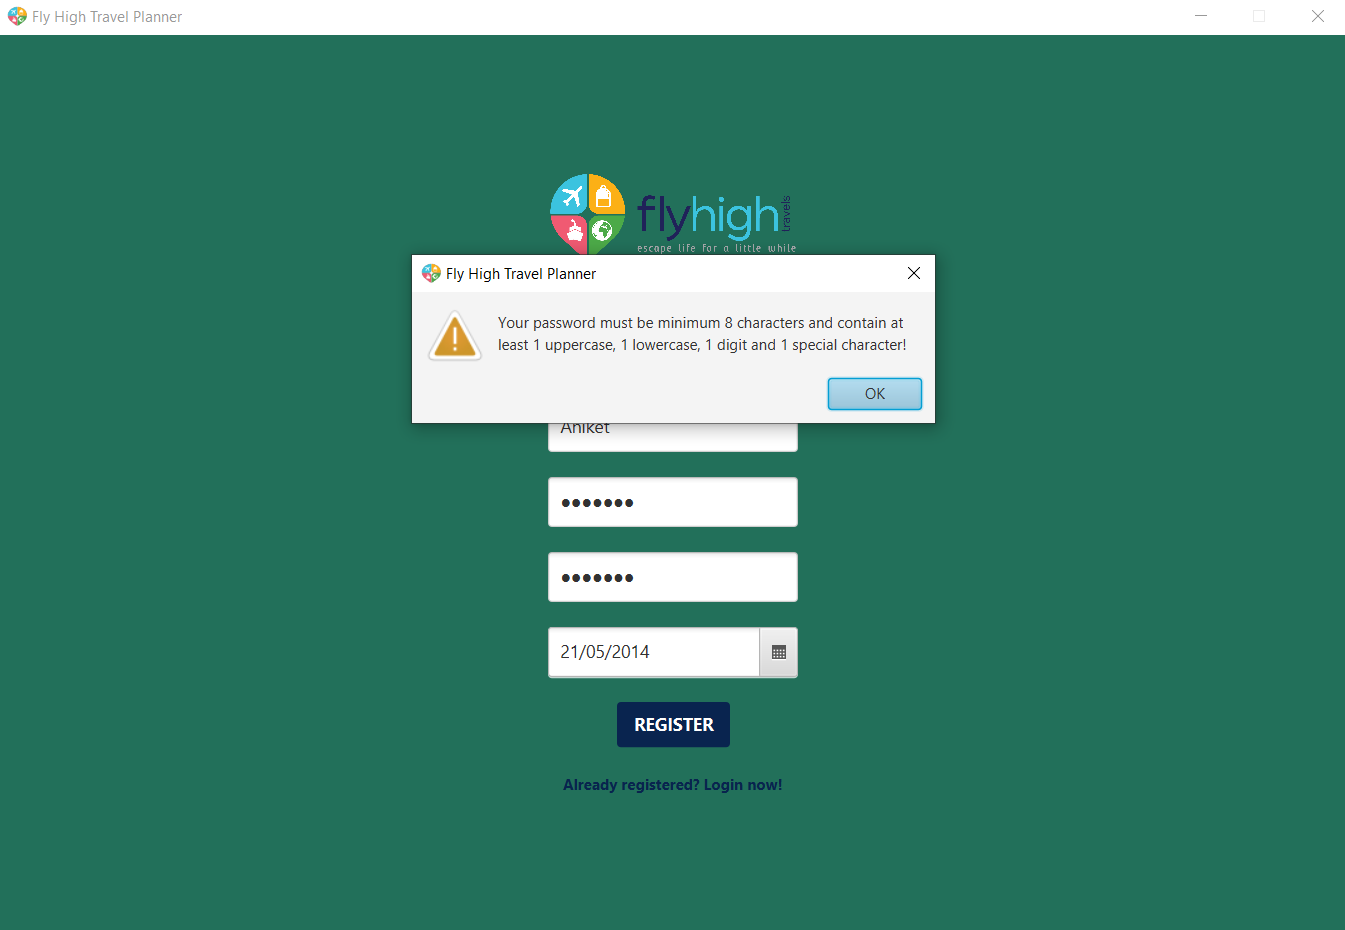 Fly High Travel Planner
flyhigh travels
escape life for a little while
Fly High Travel Planner
Your password must be minimum 8 characters and contain at
least 1 uppercase, 1 lowercase, 1 digit and 1 special character!
OK
Aniket
21/05/2014
REGISTER
Already registered? Login now!